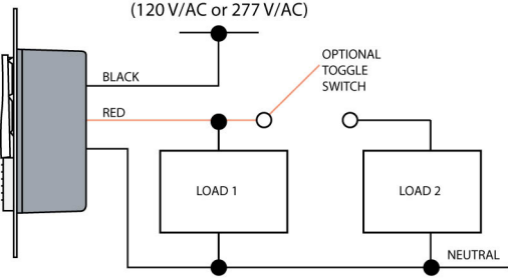 (120 V/AC or 277 V/AC)
BLACK
OPTIONAL
TOGGLE
SWITCH
RED
LOAD 1
LOAD 2
NEUTRAL